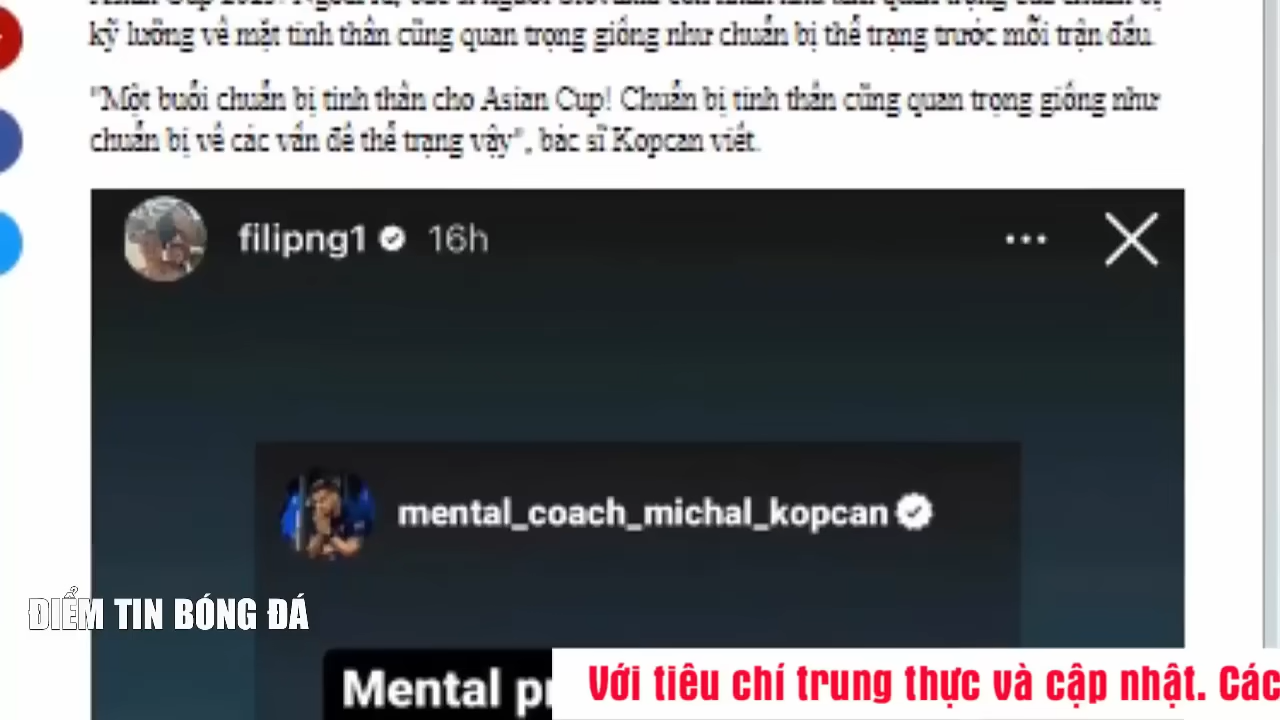 kỹ lưỡng về mặt tinh thần cũng quan trọng giống như chuẩn bị thể trạng trước mỗi trận đấu.
"Một buổi chuẩn bị tinh thần cho Asian Cup! Chuẩn bị tinh thần cũng quan trọng giống như
chuẩn bị về các vấn đề thể trạng vậy", bác sĩ Kopcan viết.
filipng1 16h
mental_coach_michal_kopcan
ĐIỂM TIN BÓNG ĐÁ
Mental pr
Với tiêu chí trung thực và cập nhật. Các